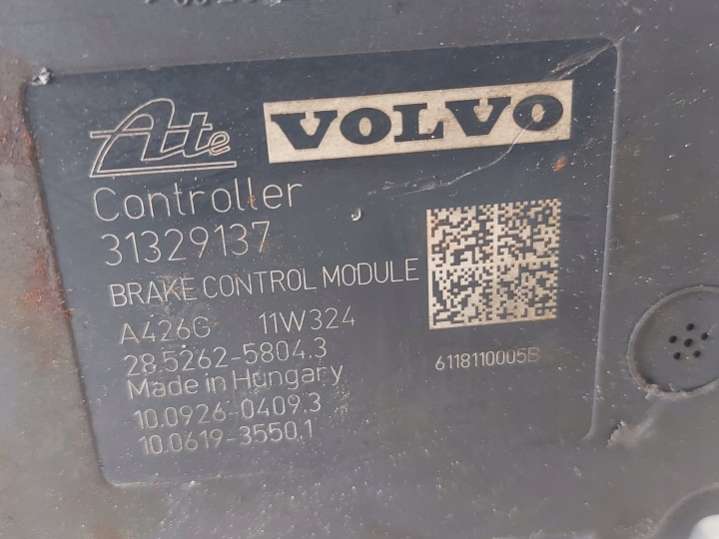 Ate VOLVO
Controller
31329137
BRAKE CONTROL MODULE
A426G 11W324
28.5262-5804.3
Made in Hungary
10.0926-0409.3
10.0619-3550.1
6118110005B